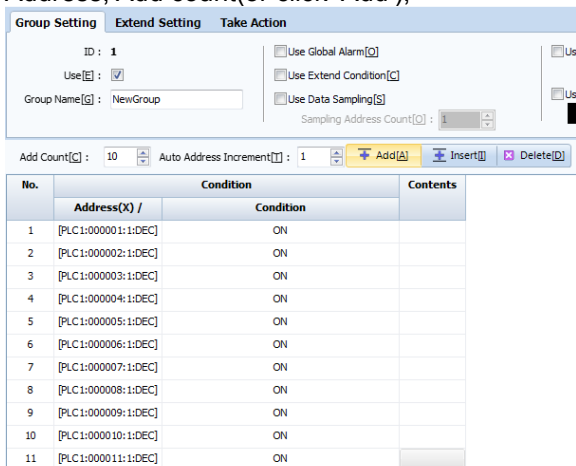 Address, Add count(or click 'Add'),
Group Setting Extend Setting Take Action
ID : 1
Use Global Alarm[O]
Us
Use[E] :
Use Extend Condition[C]
Group Name[G] : NewGroup
Use Data Sampling[S]
Us
Sampling Address Count[O] : 1
Add Count[C] : 10 Auto Address Increment[T] : 1 Add[A] Insert[I] Delete[D]
No. Condition Contents
Address(X) / Condition
1 [PLC1:000001:1:DEC] ON
2 [PLC1:000002:1:DEC] ON
3 [PLC1:000003:1:DEC] ON
4 [PLC1:000004:1:DEC] ON
5 [PLC1:000005:1:DEC] ON
6 [PLC1:000006:1:DEC] ON
7 [PLC1:000007:1:DEC] ON
8 [PLC1:000008:1:DEC] ON
9 [PLC1:000009:1:DEC] ON
10 [PLC1:000010:1:DEC] ON
11 [PLC1:000011:1:DEC] ON